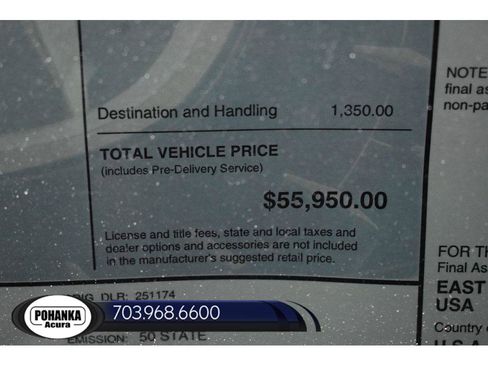 NOTE
final as
non-pa
Destination and Handling 1,350.00
TOTAL VEHICLE PRICE
(includes Pre-Delivery Service)
$55,950.00
License and title fees, state and local taxes and
dealer options and accessories are not included
in the manufacturer's suggested retail price.
FOR TH
Final Ass
EAST
USA
Country o
U.S.A
DLR: 251174
POHANKA
Acura
703.968.6600
EMISSION: 50 STATE